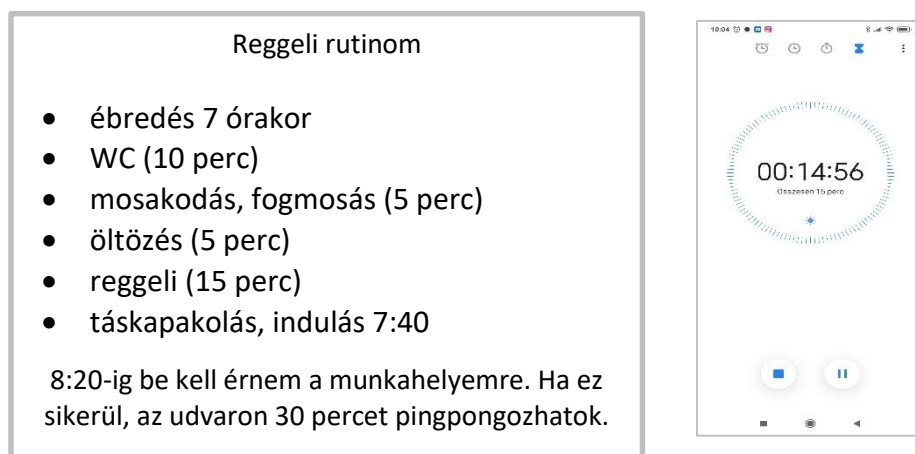 Reggeli rutinom
• ébredés 7 órakor
• WC (10 perc)
• mosakodás, fogmosás (5 perc)
• öltözés (5 perc)
• reggeli (15 perc)
• táskapakolás, indulás 7:40
8:20-ig be kell érnem a munkahelyemre. Ha ez
sikerül, az udvaron 30 percet pingpongozhatok.
10:04
00:14:56
Összesen 15 perc